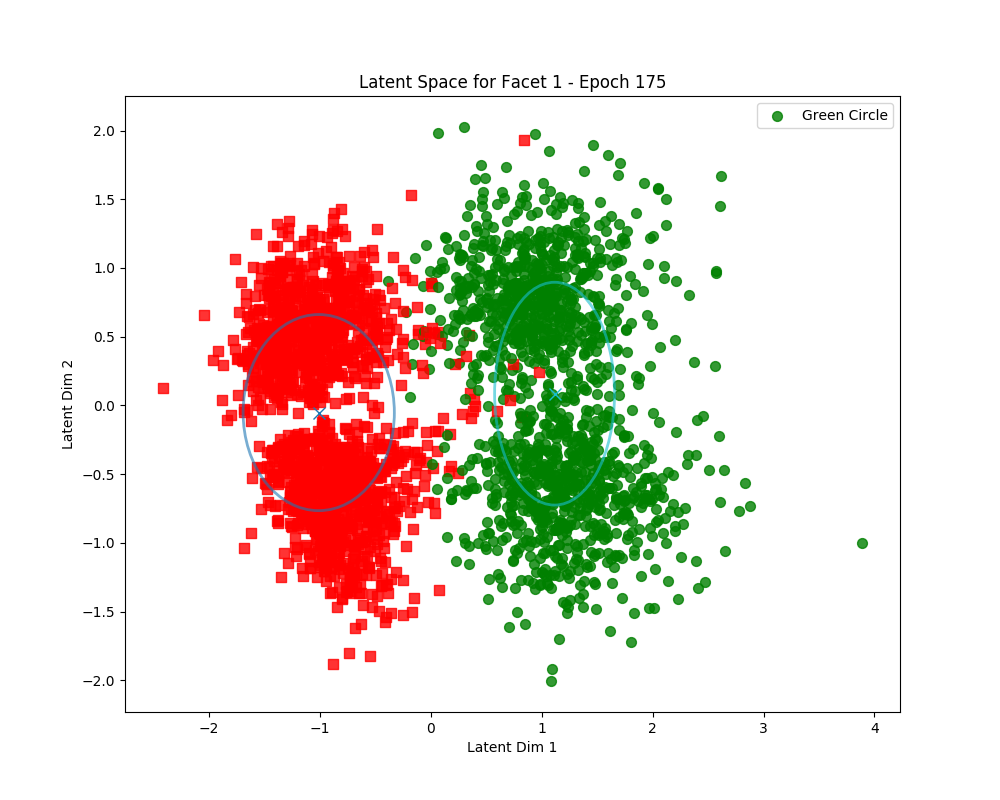 Latent Space for Facet 1 - Epoch 175
Green Circle
2.0
1.5
1.0
0.5
0.0
−0.5
−1.0
−1.5
−2.0
Latent Dim 2
−2 −1 0 1 2 3 4
Latent Dim 1